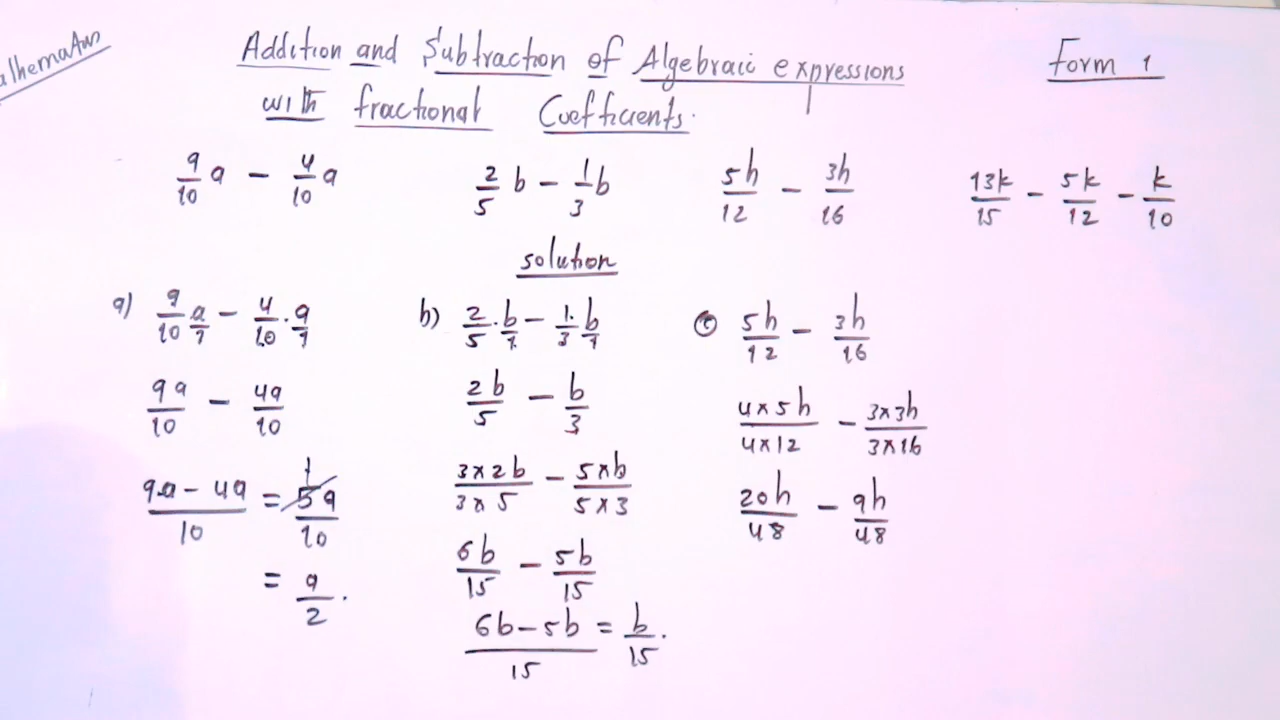 Addition and Subtraction of Algebraic expressions
with fractional Coefficients.
Form 1
9/10 a − 4/10 a
2/5 b − 1/3 b
5h/12 − 3h/16
13k/15 − 5k/12 − k/10
solution
a) 9/10 a/1 − 4/10 . a/1
9a/10 − 4a/10
9a − 4a/10 = 5a/10
= a/2 .
b) 2/5 . b/1 − 1/3 . b/1
2b/5 − b/3
3×2b/3×5 − 5×b/5×3
6b/15 − 5b/15
6b−5b/15 = b/15 .
c 5h/12 − 3h/16
4×5h/4×12 − 3×3h/3×16
20h/48 − 9h/48